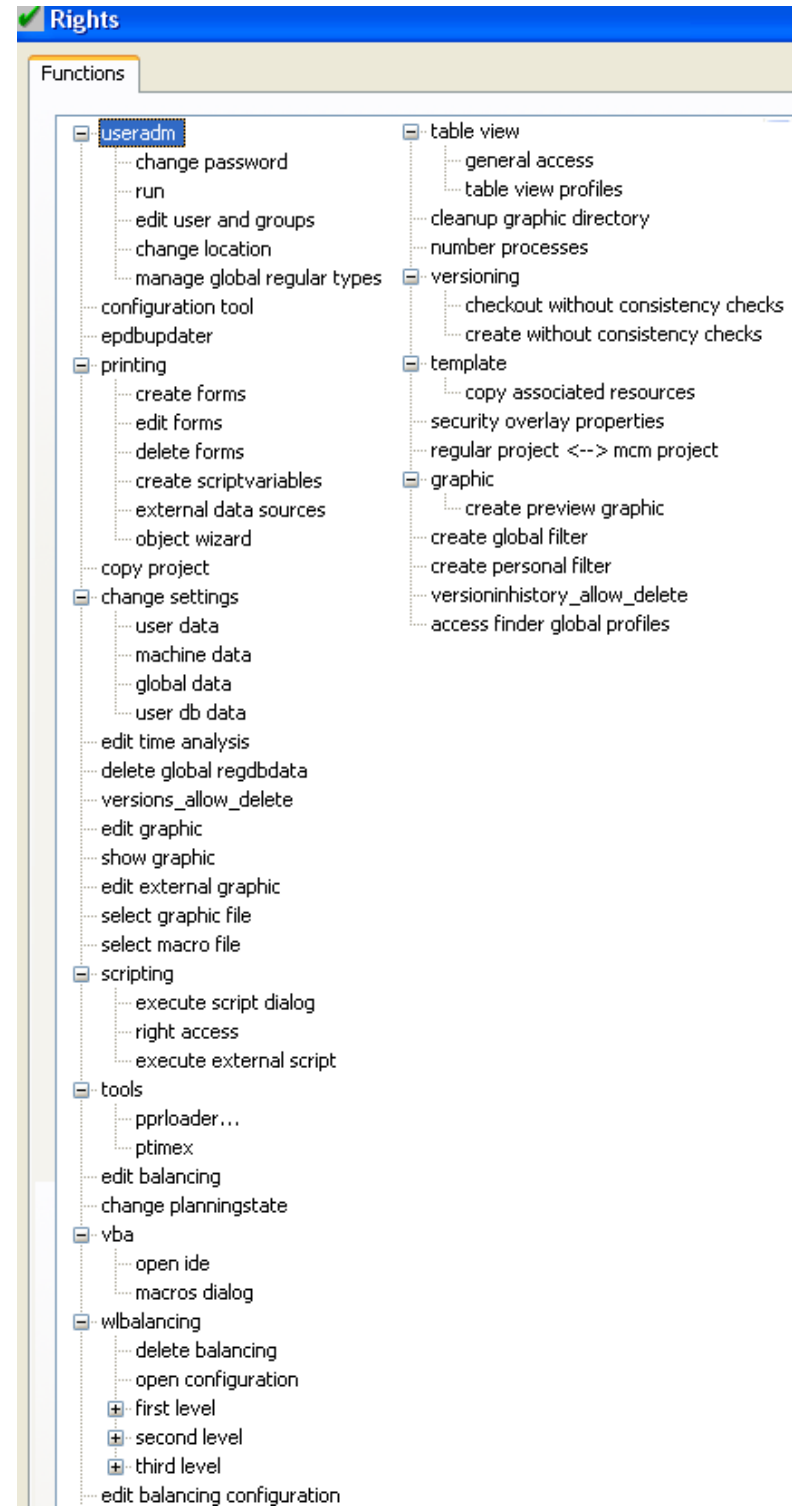 Rights
Functions
useradm
change password
run
edit user and groups
change location
manage global regular types
configuration tool
epdbupdater
printing
create forms
edit forms
delete forms
create scriptvariables
external data sources
object wizard
copy project
change settings
user data
machine data
global data
user db data
edit time analysis
delete global regdbdata
versions_allow_delete
edit graphic
show graphic
edit external graphic
select graphic file
select macro file
scripting
execute script dialog
right access
execute external script
tools
pprloader...
ptimex
edit balancing
change planningstate
vba
open ide
macros dialog
wlbalancing
delete balancing
open configuration
first level
second level
third level
edit balancing configuration
table view
general access
table view profiles
cleanup graphic directory
number processes
versioning
checkout without consistency checks
create without consistency checks
template
copy associated resources
security overlay properties
regular project <--> mcm project
graphic
create preview graphic
create global filter
create personal filter
versioninhistory_allow_delete
access finder global profiles